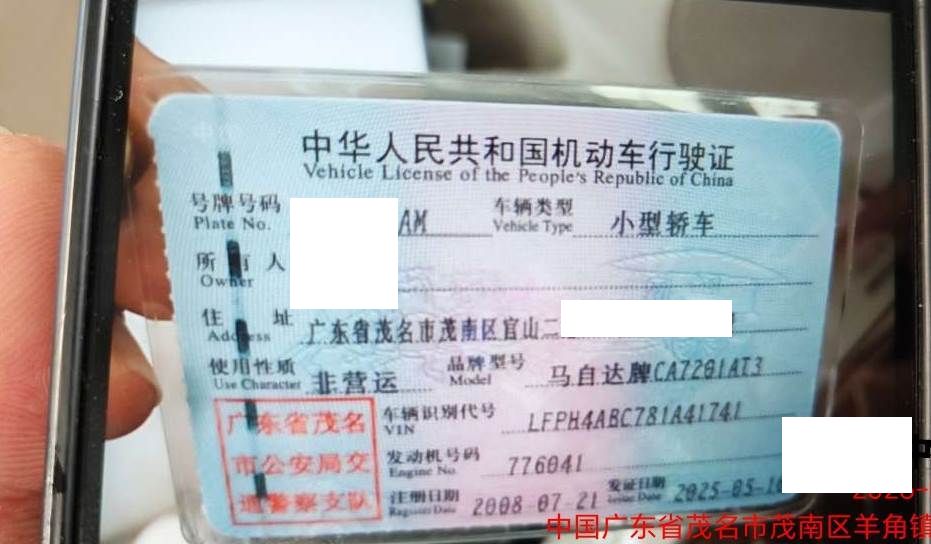 中华人民共和国机动车行驶证
Vehicle License of the People's Republic of China
号牌号码 AM 车辆类型 小型轿车
Plate No. Vehicle Type
所有人
Owner
住址 广东省茂名市茂南区官山二
Address
使用性质 非营运 品牌型号 马自达牌CA7201AT3
Use Character Model
广东省茂名 车辆识别代号 LFPH4ABC781A41741
VIN
市公安局交 发动机号码 776041
Engine No.
通警察支队 注册日期 2008-07-21 发证日期 2025-05-1
Register Date Issue Date
中国广东省茂名市茂南区羊角镇